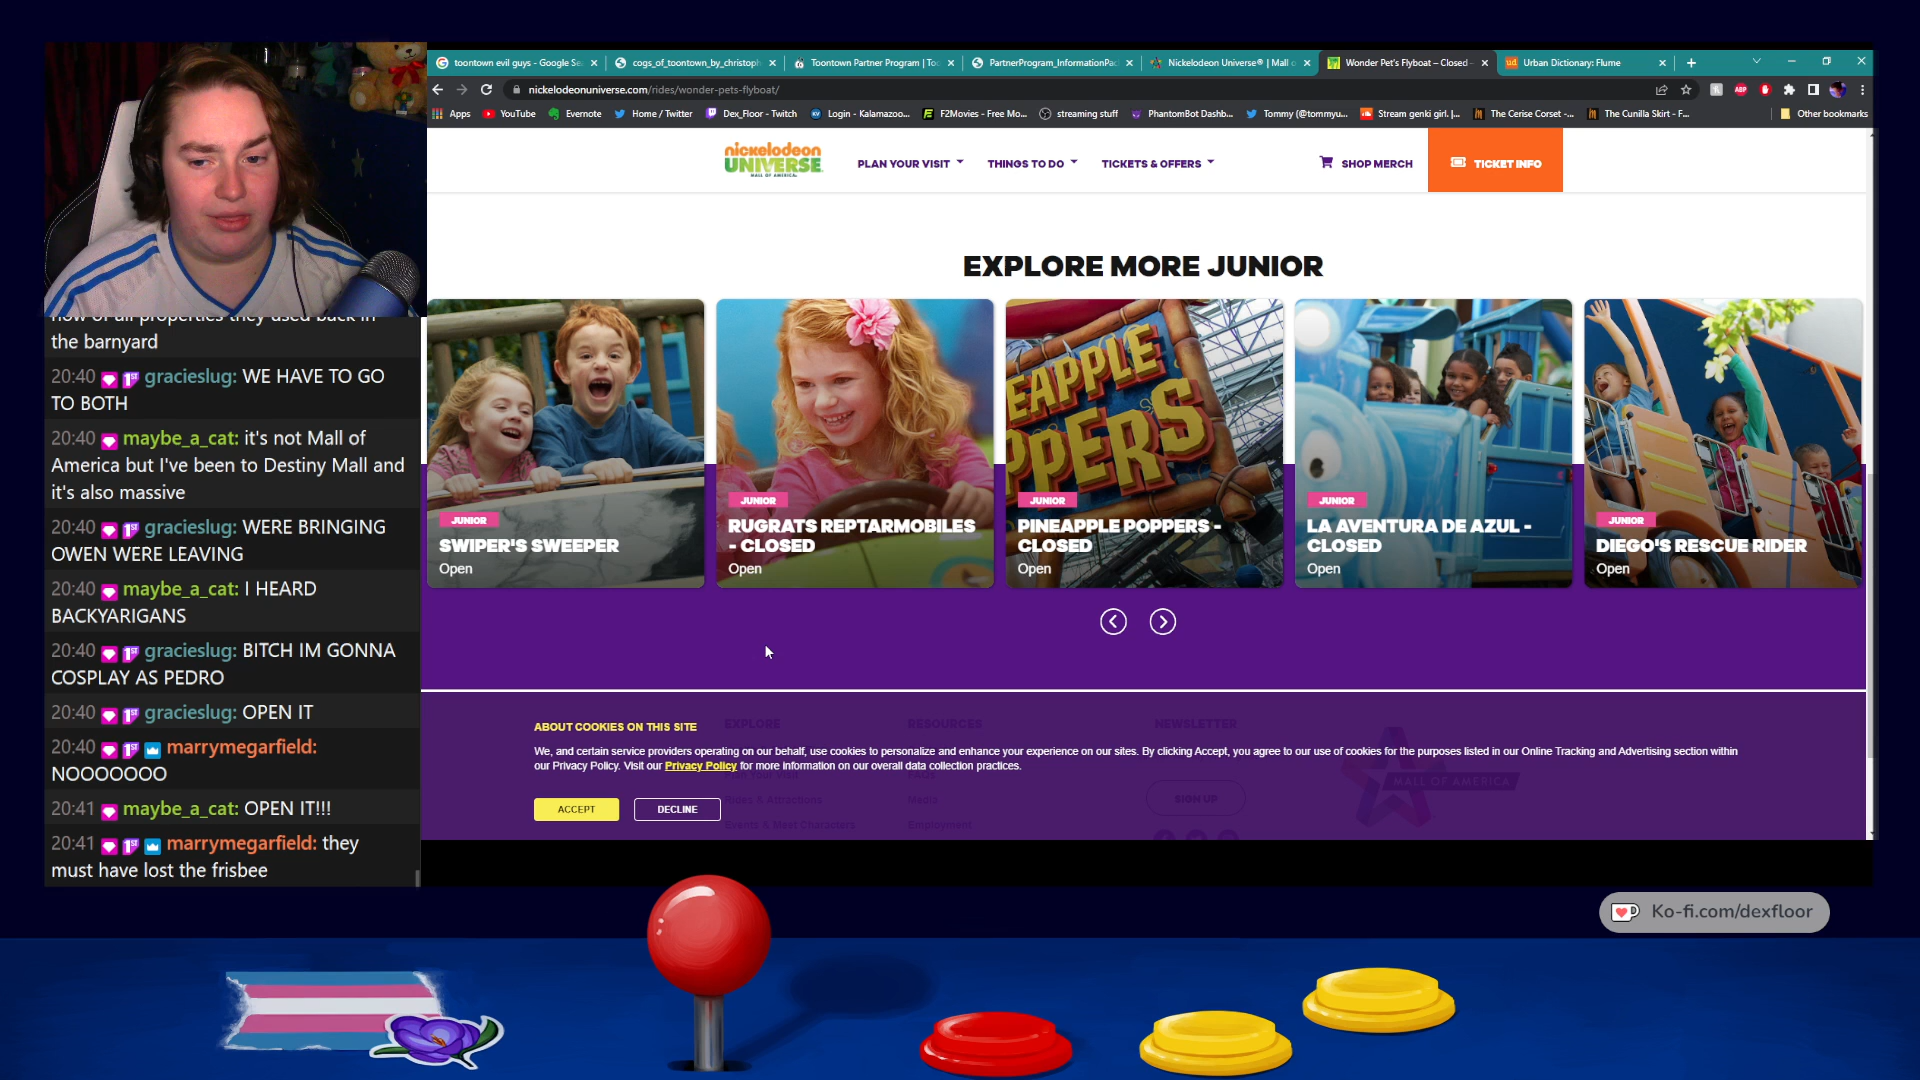 toontown evil guys - Google Se
cogs_of_toontown_by_christoph
Toontown Partner Program | To
PartnerProgram_InformationPac
Nickelodeon Universe® | Mall o
Wonder Pet's Flyboat – Closed -
Urban Dictionary: Flume
nickelodeonuniverse.com/rides/wonder-pets-flyboat/
Apps
YouTube
Evernote
Home / Twitter
Dex_Floor - Twitch
Login - Kalamazoo...
F2Movies - Free Mo...
streaming stuff
PhantomBot Dashb...
Tommy (@tommyu...
Stream genki girl. |...
The Cerise Corset -...
The Cunilla Skirt - F...
Other bookmarks
nickelodeon
UNIVERSE
MALL OF AMERICA
PLAN YOUR VISIT
THINGS TO DO
TICKETS & OFFERS
SHOP MERCH
TICKET INFO
EXPLORE MORE JUNIOR
JUNIOR
SWIPER'S SWEEPER
Open
JUNIOR
RUGRATS REPTARMOBILES
- CLOSED
Open
EAPPLE
PPERS
JUNIOR
PINEAPPLE POPPERS -
CLOSED
Open
JUNIOR
LA AVENTURA DE AZUL -
CLOSED
Open
JUNIOR
DIEGO'S RESCUE RIDER
Open
EXPLORE
RESOURCES
NEWSLETTER
ABOUT COOKIES ON THIS SITE
We, and certain service providers operating on our behalf, use cookies to personalize and enhance your experience on our sites. By clicking Accept, you agree to our use of cookies for the purposes listed in our Online Tracking and Advertising section within
our Privacy Policy. Visit our Privacy Policy for more information on our overall data collection practices.
ACCEPT
DECLINE
Rides & Attractions
Events & Meet Characters
Media
Employment
SIGN UP
MALL OF AMERICA
now of all properties they used back in
the barnyard
20:40 gracieslug: WE HAVE TO GO
TO BOTH
20:40 maybe_a_cat: it's not Mall of
America but I've been to Destiny Mall and
it's also massive
20:40 gracieslug: WERE BRINGING
OWEN WERE LEAVING
20:40 maybe_a_cat: I HEARD
BACKYARIGANS
20:40 gracieslug: BITCH IM GONNA
COSPLAY AS PEDRO
20:40 gracieslug: OPEN IT
20:40 marrymegarfield:
NOOOOOOO
20:41 maybe_a_cat: OPEN IT!!!
20:41 marrymegarfield: they
must have lost the frisbee
Ko-fi.com/dexfloor